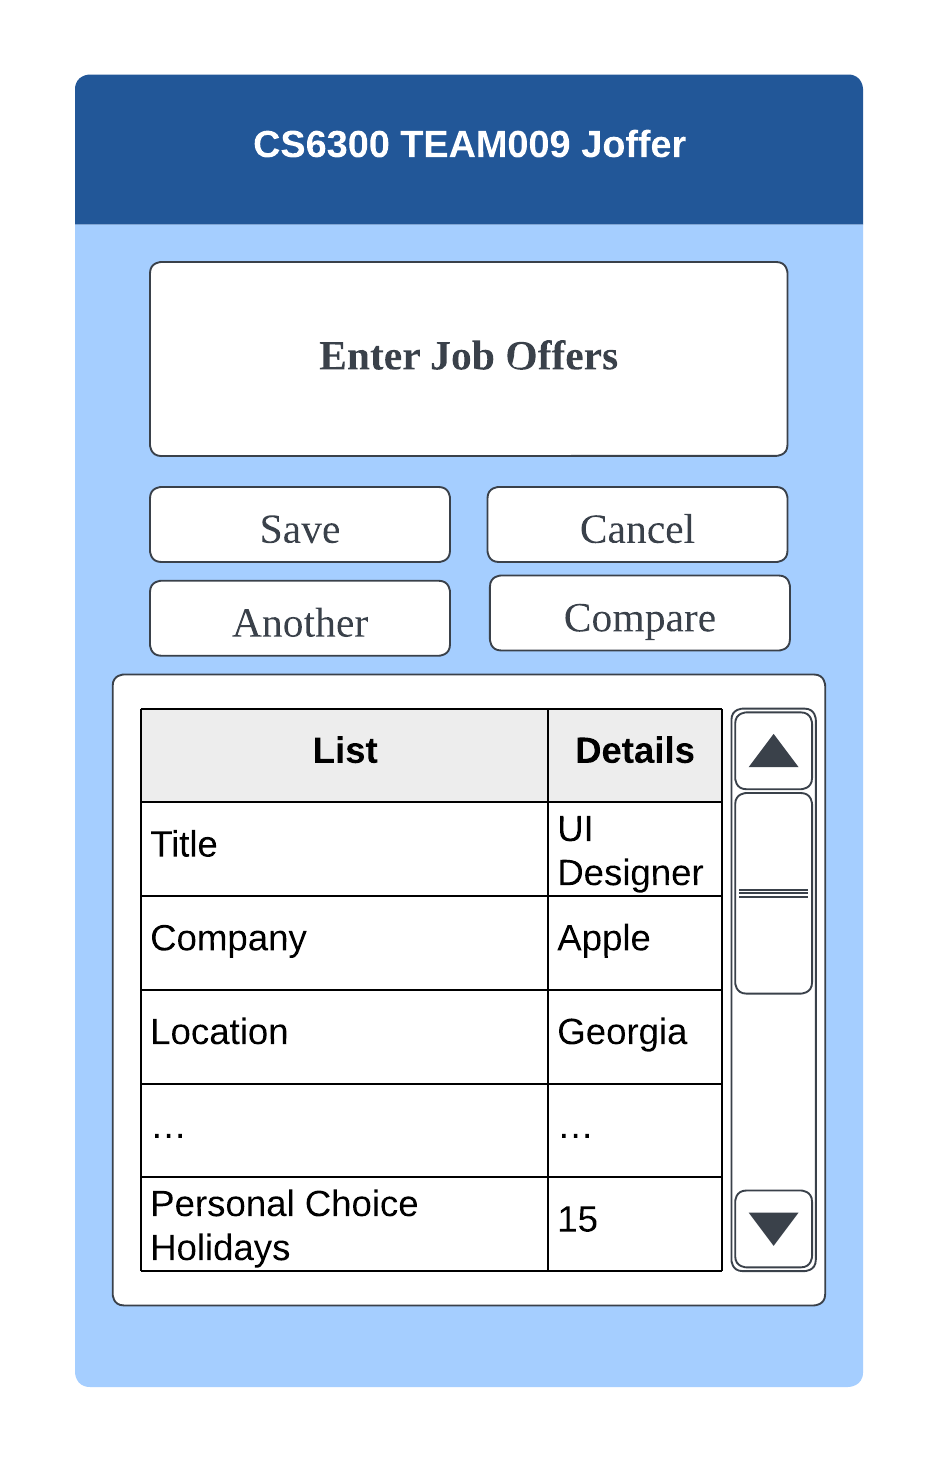 CS6300 TEAM009 Joffer
Enter Job Offers
Save
Cancel
Another
Compare
List
Details
Title
UI
Designer
Company
Apple
Location
Georgia
…
…
Personal Choice
Holidays
15